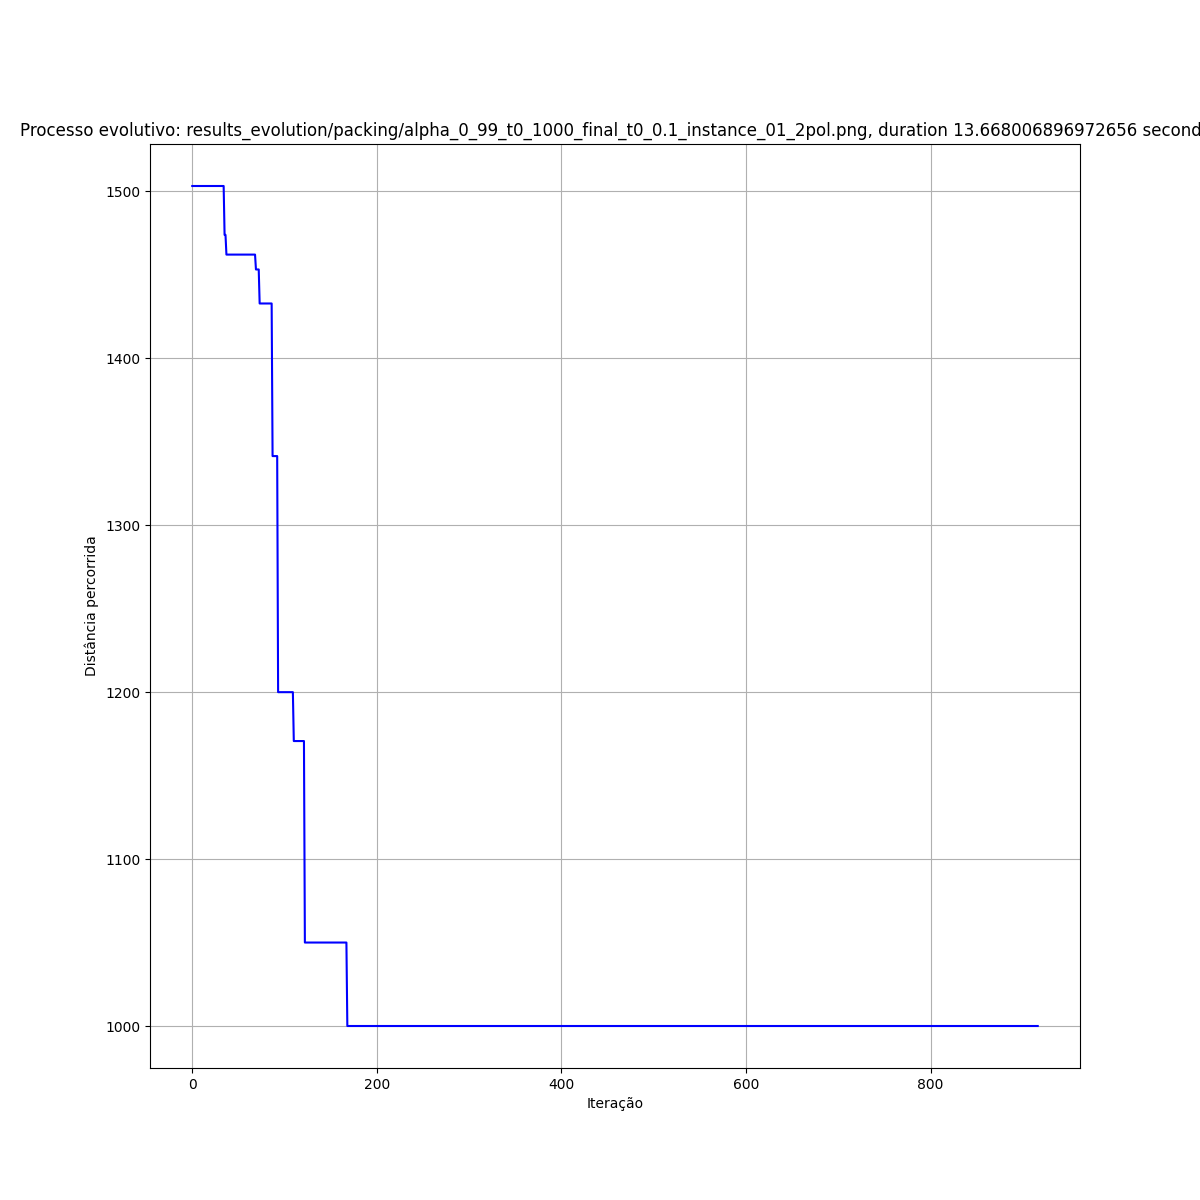 Processo evolutivo: results_evolution/packing/alpha_0_99_t0_1000_final_t0_0.1_instance_01_2pol.png, duration 13.668006896972656 second
1500
1400
1300
1200
1100
1000
Distância percorrida
0 200 400 600 800
Iteração